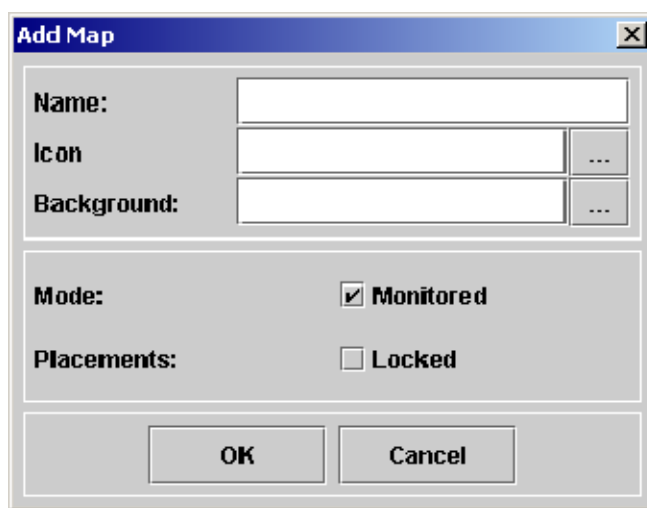 Add Map
Name:
Icon ...
Background: ...
Mode: Monitored
Placements: Locked
OK Cancel